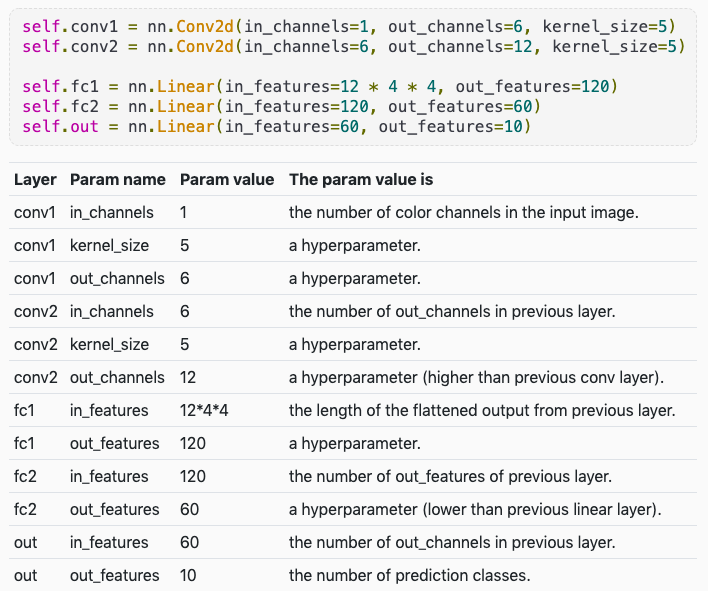 self.conv1 = nn.Conv2d(in_channels=1, out_channels=6, kernel_size=5)
self.conv2 = nn.Conv2d(in_channels=6, out_channels=12, kernel_size=5)
self.fc1 = nn.Linear(in_features=12 * 4 * 4, out_features=120)
self.fc2 = nn.Linear(in_features=120, out_features=60)
self.out = nn.Linear(in_features=60, out_features=10)
Layer Param name Param value The param value is
conv1 in_channels 1 the number of color channels in the input image.
conv1 kernel_size 5 a hyperparameter.
conv1 out_channels 6 a hyperparameter.
conv2 in_channels 6 the number of out_channels in previous layer.
conv2 kernel_size 5 a hyperparameter.
conv2 out_channels 12 a hyperparameter (higher than previous conv layer).
fc1 in_features 12*4*4 the length of the flattened output from previous layer.
fc1 out_features 120 a hyperparameter.
fc2 in_features 120 the number of out_features of previous layer.
fc2 out_features 60 a hyperparameter (lower than previous linear layer).
out in_features 60 the number of out_channels in previous layer.
out out_features 10 the number of prediction classes.